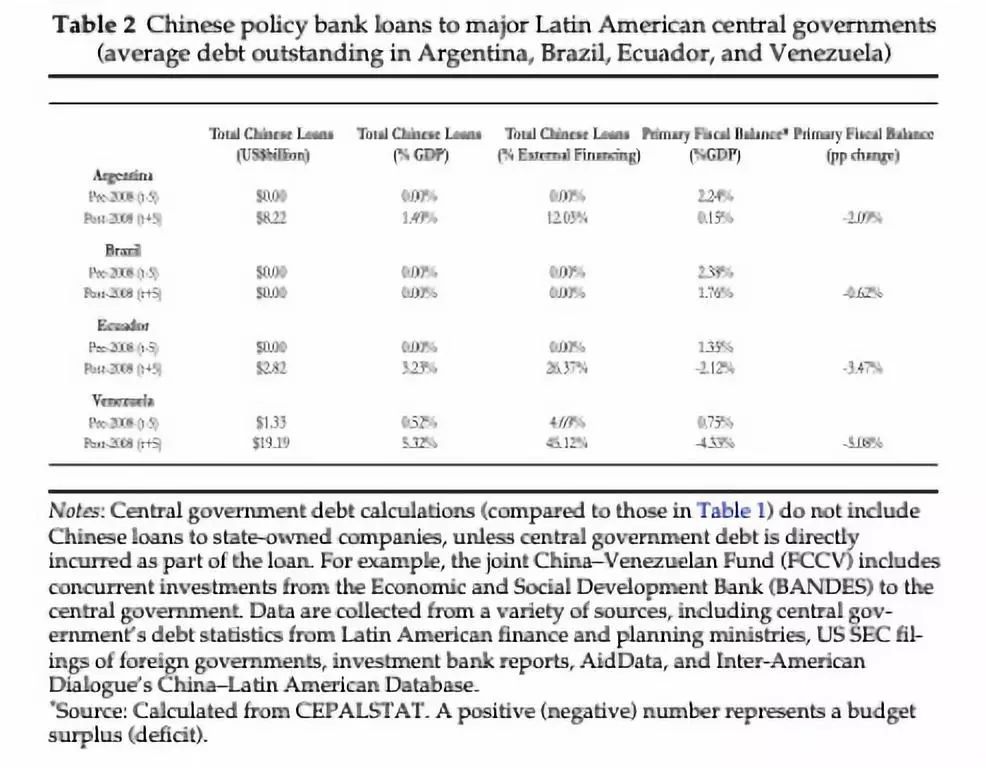 Table 2 Chinese policy bank loans to major Latin American central governments
(average debt outstanding in Argentina, Brazil, Ecuador, and Venezuela)
Total Chinese Loans Total Chinese Loans Total Chinese Loans Primary Fiscal Balance* Primary Fiscal Balance
(US$billion) (% GDP) (% External Financing) (%GDP) (pp change)
Argentina
Pre-2008 (t-5) $0.00 0.00% 0.00% 2.24%
Post-2008 (t+5) $8.22 1.49% 12.03% 0.15%
Brazil
Pre-2008 (t-5) $0.00 0.00% 0.00% 2.38%
Post-2008 (t+5) $0.00 0.00% 0.00% 1.76% -0.62%
Ecuador
Pre-2008 (t-5) $0.00 0.00% 0.00% 1.35%
Post-2008 (t+5) $2.82 3.23% 26.37% -2.12% -3.47%
Venezuela
Pre-2008 (t-5) $1.33 0.52% 0.75%
Post-2008 (t+5) $19.19 5.32% 45.12% -4.33% -5.08%
Notes: Central government debt calculations (compared to those in Table 1) do not include
Chinese loans to state-owned companies, unless central government debt is directly
incurred as part of the loan. For example, the joint China–Venezuelan Fund (FCCV) includes
concurrent investments from the Economic and Social Development Bank (BANDES) to the
central government. Data are collected from a variety of sources, including central gov-
ernment's debt statistics from Latin American finance and planning ministries, US SEC fil-
ings of foreign governments, investment bank reports, AidData, and Inter-American
Dialogue's China–Latin American Database.
*Source: Calculated from CEPALSTAT. A positive (negative) number represents a budget
surplus (deficit).